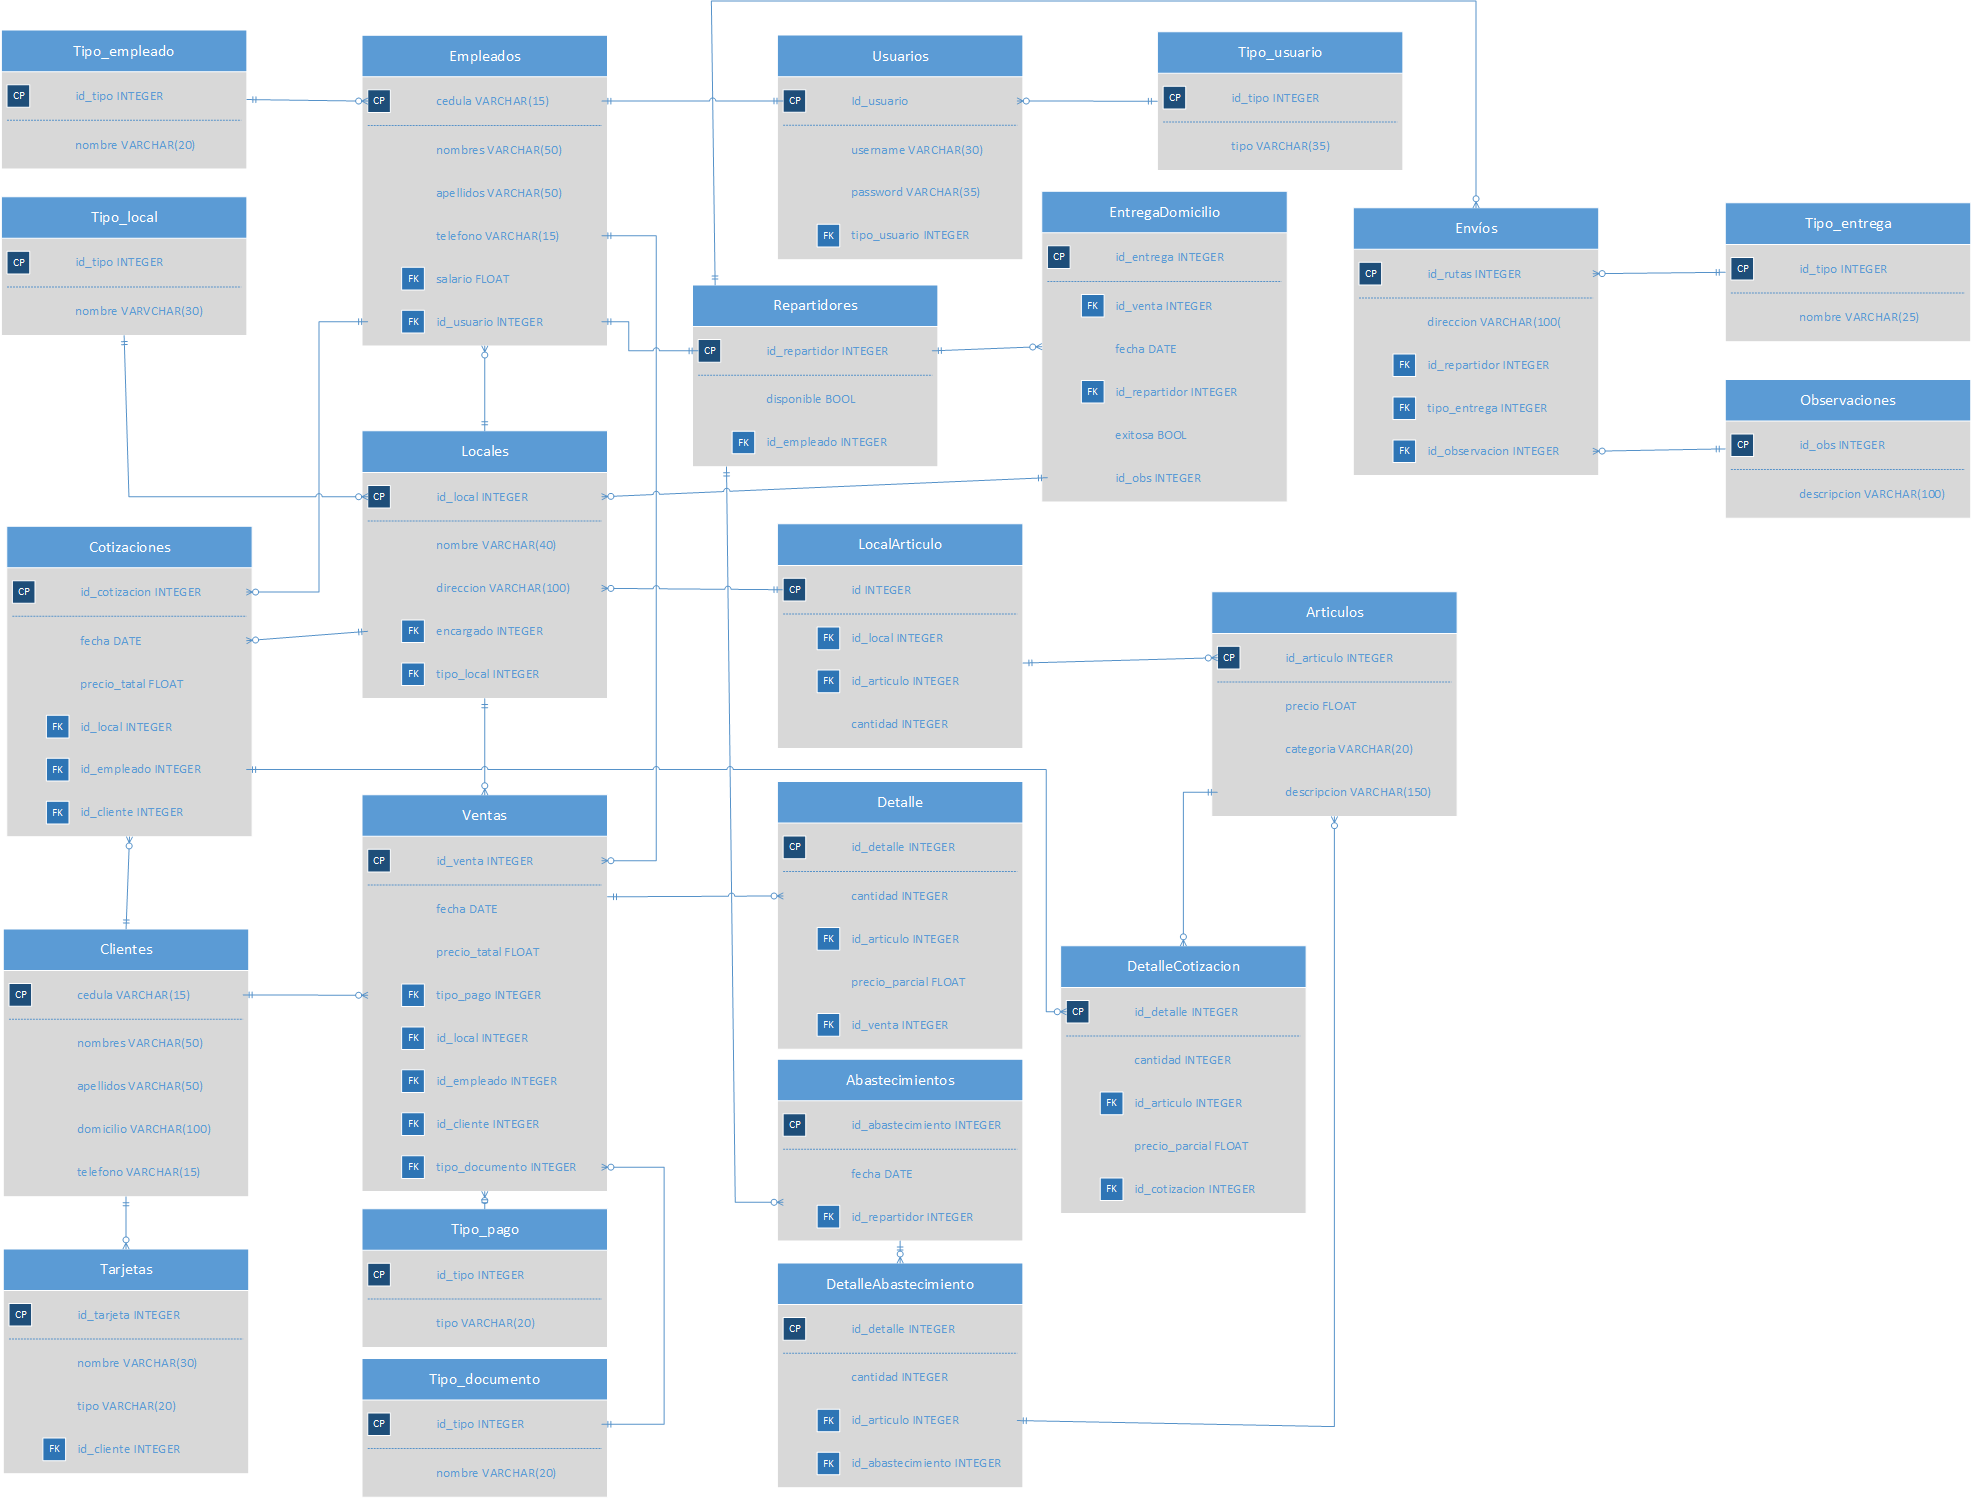 Tipo_empleado
CP id_tipo INTEGER
nombre VARCHAR(20)
Empleados
CP cedula VARCHAR(15)
nombres VARCHAR(50)
apellidos VARCHAR(50)
telefono VARCHAR(15)
FK salario FLOAT
FK id_usuario INTEGER
Usuarios
CP Id_usuario
username VARCHAR(30)
password VARCHAR(35)
FK tipo_usuario INTEGER
Tipo_usuario
CP id_tipo INTEGER
tipo VARCHAR(35)
Tipo_local
CP id_tipo INTEGER
nombre VARVCHAR(30)
EntregaDomicilio
CP id_entrega INTEGER
FK id_venta INTEGER
fecha DATE
FK id_repartidor INTEGER
exitosa BOOL
id_obs INTEGER
Envíos
CP id_rutas INTEGER
direccion VARCHAR(100(
FK id_repartidor INTEGER
FK tipo_entrega INTEGER
FK id_observacion INTEGER
Tipo_entrega
CP id_tipo INTEGER
nombre VARCHAR(25)
Repartidores
CP id_repartidor INTEGER
disponible BOOL
FK id_empleado INTEGER
Observaciones
CP id_obs INTEGER
descripcion VARCHAR(100)
Locales
CP id_local INTEGER
nombre VARCHAR(40)
direccion VARCHAR(100)
FK encargado INTEGER
FK tipo_local INTEGER
Cotizaciones
CP id_cotizacion INTEGER
fecha DATE
precio_tatal FLOAT
FK id_local INTEGER
FK id_empleado INTEGER
FK id_cliente INTEGER
LocalArticulo
CP id INTEGER
FK id_local INTEGER
FK id_articulo INTEGER
cantidad INTEGER
Articulos
CP id_articulo INTEGER
precio FLOAT
categoria VARCHAR(20)
descripcion VARCHAR(150)
Ventas
CP id_venta INTEGER
fecha DATE
precio_tatal FLOAT
FK tipo_pago INTEGER
FK id_local INTEGER
FK id_empleado INTEGER
FK id_cliente INTEGER
FK tipo_documento INTEGER
Detalle
CP id_detalle INTEGER
cantidad INTEGER
FK id_articulo INTEGER
precio_parcial FLOAT
FK id_venta INTEGER
Clientes
CP cedula VARCHAR(15)
nombres VARCHAR(50)
apellidos VARCHAR(50)
domicilio VARCHAR(100)
telefono VARCHAR(15)
DetalleCotizacion
CP id_detalle INTEGER
cantidad INTEGER
FK id_articulo INTEGER
precio_parcial FLOAT
FK id_cotizacion INTEGER
Abastecimientos
CP id_abastecimiento INTEGER
fecha DATE
FK id_repartidor INTEGER
Tipo_pago
CP id_tipo INTEGER
tipo VARCHAR(20)
Tarjetas
CP id_tarjeta INTEGER
nombre VARCHAR(30)
tipo VARCHAR(20)
FK id_cliente INTEGER
DetalleAbastecimiento
CP id_detalle INTEGER
cantidad INTEGER
FK id_articulo INTEGER
FK id_abastecimiento INTEGER
Tipo_documento
CP id_tipo INTEGER
nombre VARCHAR(20)